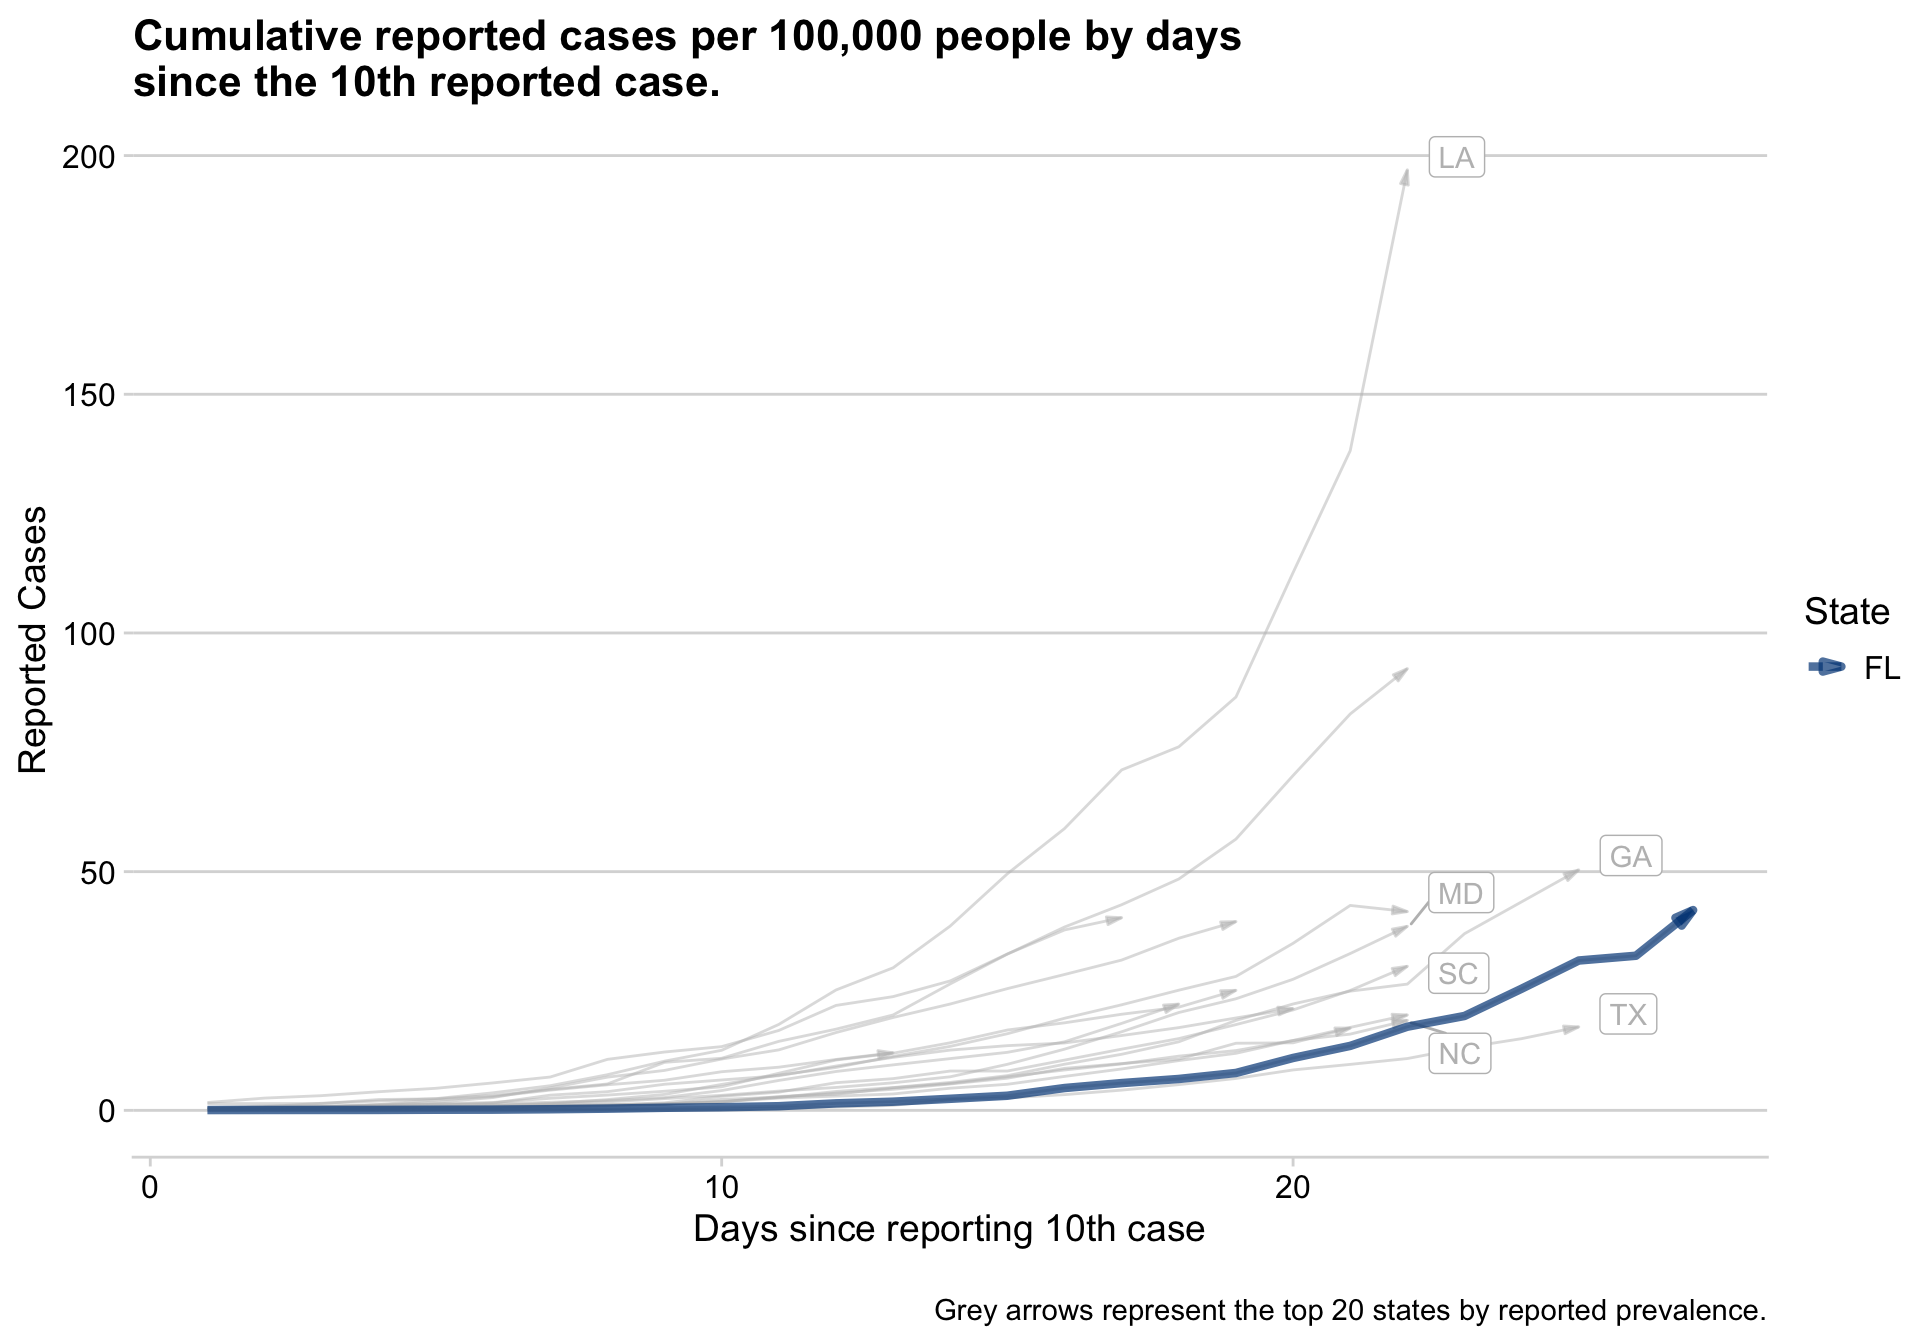 Cumulative reported cases per 100,000 people by days
since the 10th reported case.
200
150
100
50
0
Reported Cases
LA
GA
MD
SC
TX
NC
State
FL
0
10
20
Days since reporting 10th case
Grey arrows represent the top 20 states by reported prevalence.